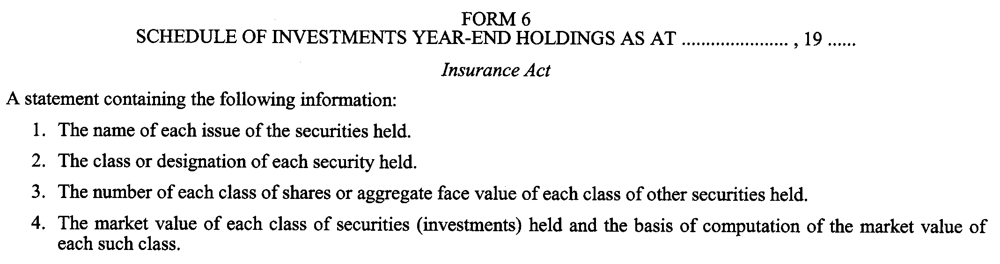 FORM 6
SCHEDULE OF INVESTMENTS YEAR-END HOLDINGS AS AT ...................... , 19 ......
Insurance Act
A statement containing the following information:
1. The name of each issue of the securities held.
2. The class or designation of each security held.
3. The number of each class of shares or aggregate face value of each class of other securities held.
4. The market value of each class of securities (investments) held and the basis of computation of the market value of
each such class.